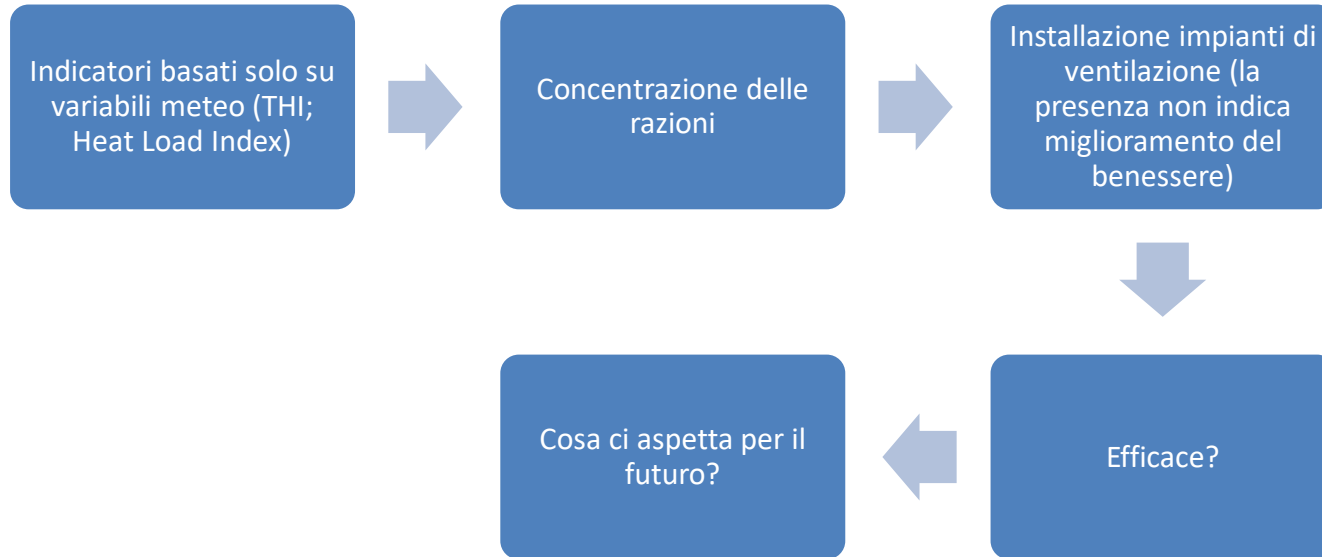 Indicatori basati solo su
variabili meteo (THI;
Heat Load Index)
Concentrazione delle
razioni
Installazione impianti di
ventilazione (la
presenza non indica
miglioramento del
benessere)
Efficace?
Cosa ci aspetta per il
futuro?